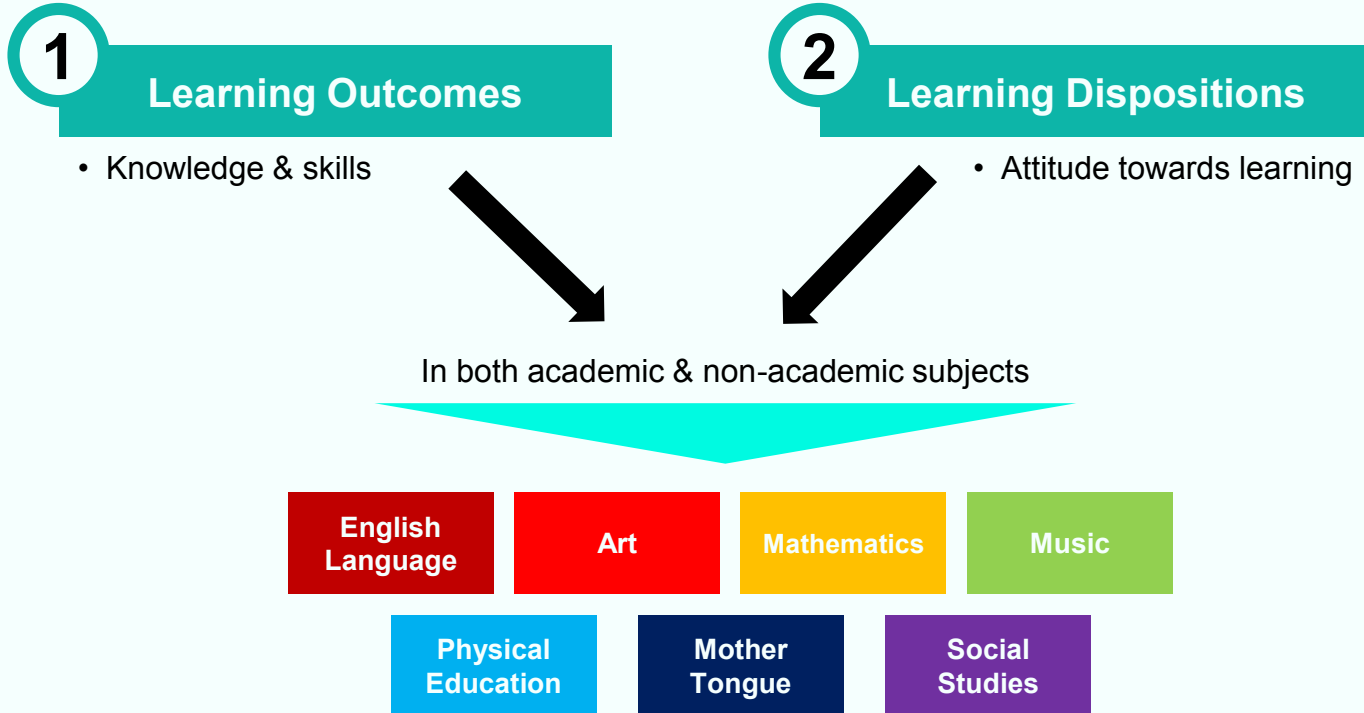 1
Learning Outcomes
• Knowledge & skills
2
Learning Dispositions
• Attitude towards learning
In both academic & non-academic subjects
English
Language
Art
Mathematics
Music
Physical
Education
Mother
Tongue
Social
Studies